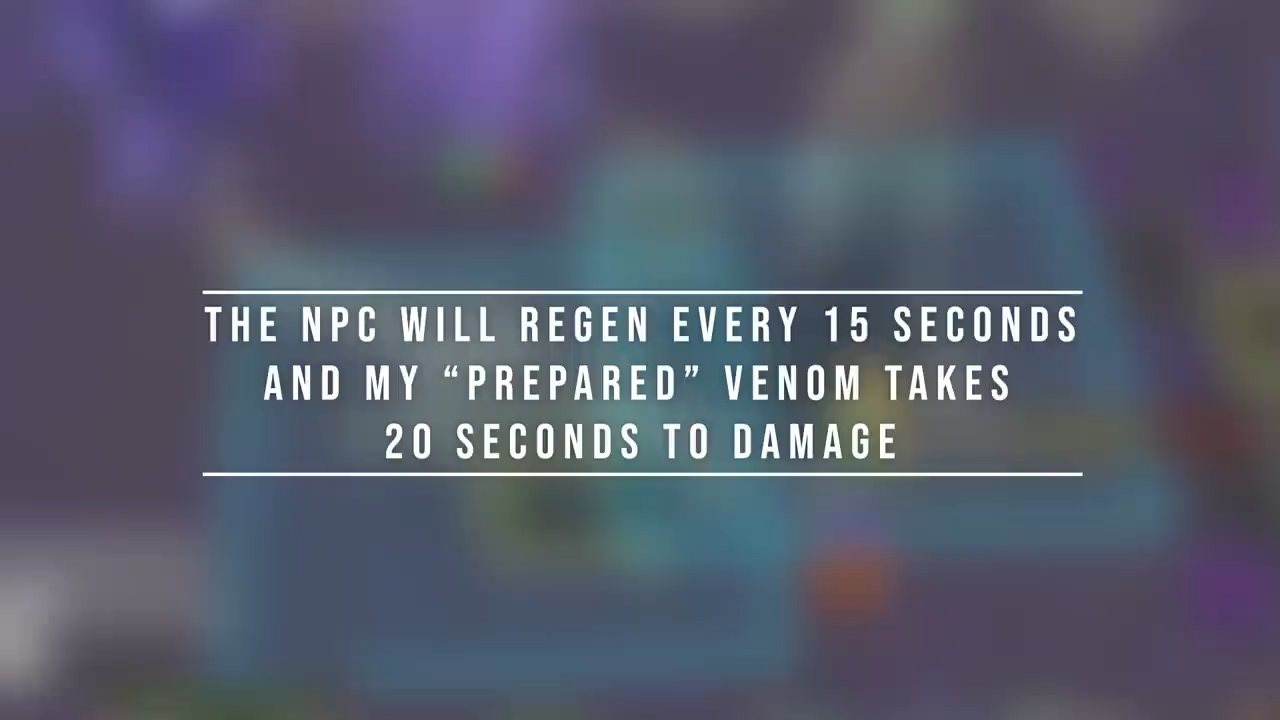 THE NPC WILL REGEN EVERY 15 SECONDS
AND MY “PREPARED” VENOM TAKES
20 SECONDS TO DAMAGE